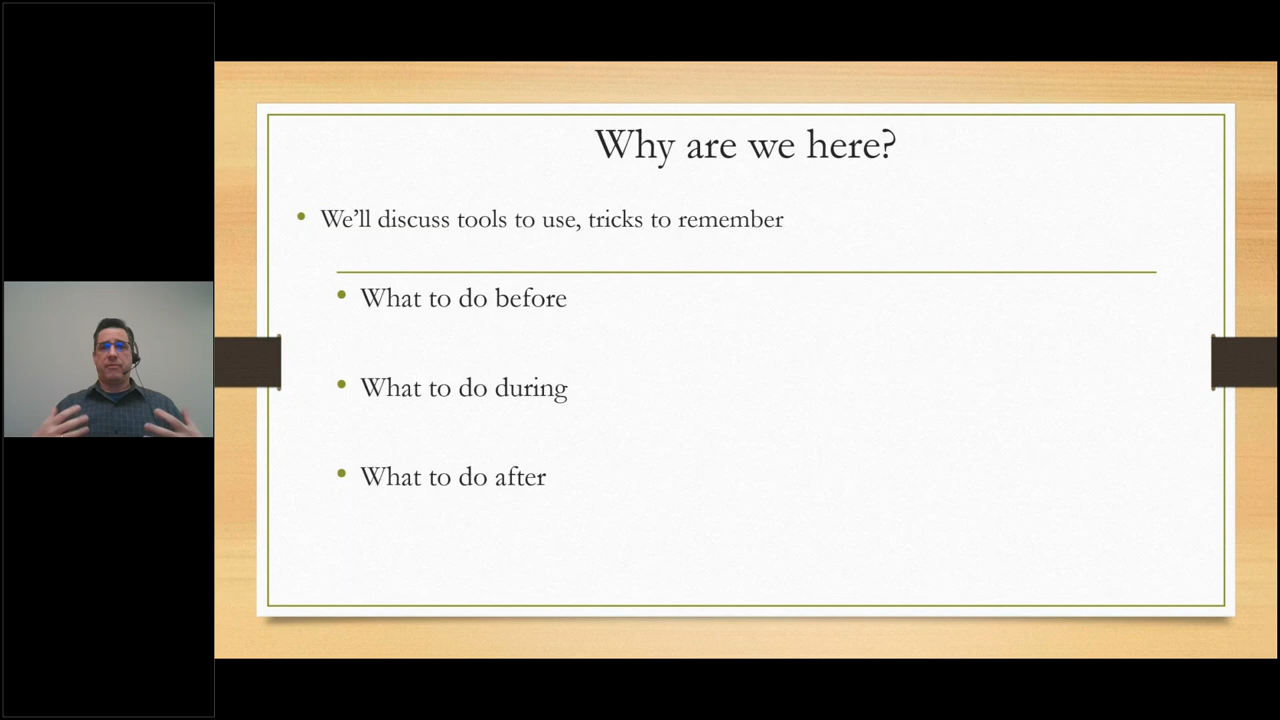 Why are we here?
• We’ll discuss tools to use, tricks to remember
• What to do before
• What to do during
• What to do after